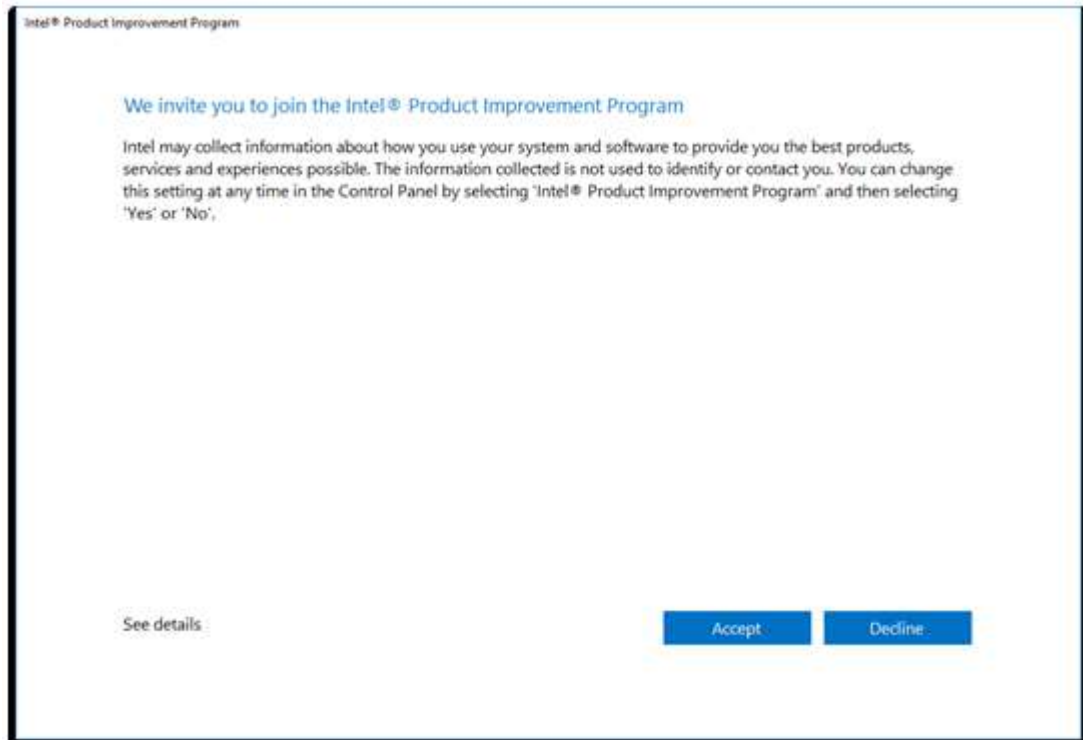 Intel® Product Improvement Program
We invite you to join the Intel® Product Improvement Program
Intel may collect information about how you use your system and software to provide you the best products,
services and experiences possible. The information collected is not used to identify or contact you. You can change
this setting at any time in the Control Panel by selecting 'Intel® Product Improvement Program' and then selecting
'Yes' or 'No'.
See details
Accept
Decline